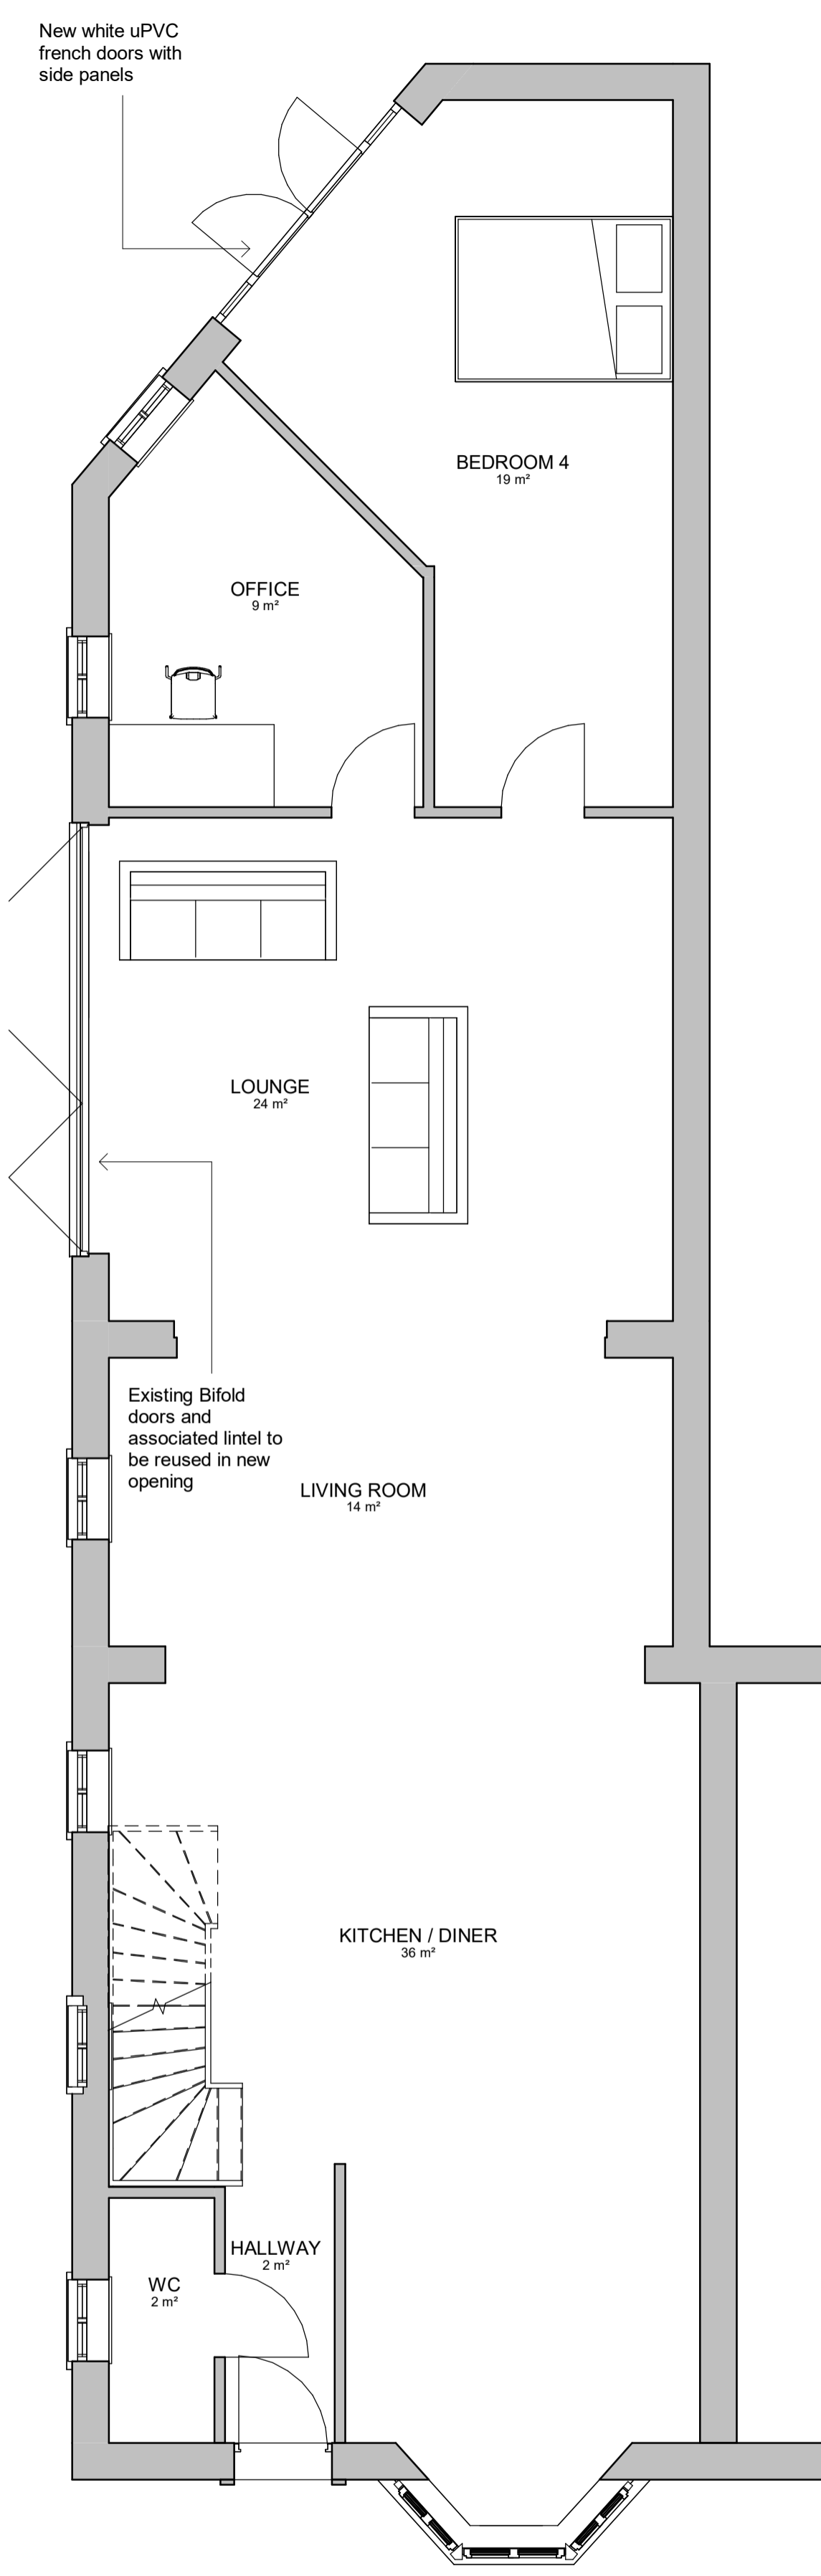 New white uPVC
french doors with
side panels
BEDROOM 4
19 m²
OFFICE
9 m²
LOUNGE
24 m²
Existing Bifold
doors and
associated lintel to
be reused in new
opening
LIVING ROOM
14 m²
KITCHEN / DINER
36 m²
HALLWAY
2 m²
WC
2 m²